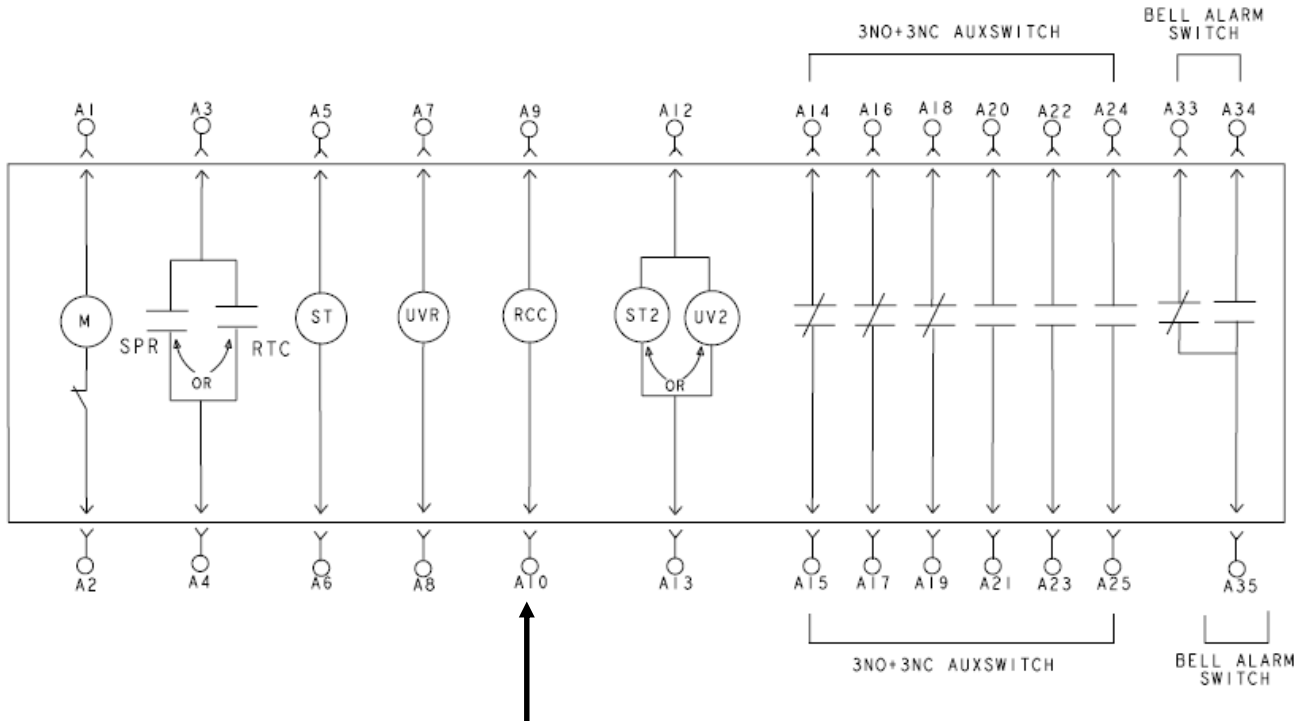 3NO+3NC AUXSWITCH
BELL ALARM
SWITCH
A1 A3 A5 A7 A9 A12 A14 A16 A18 A20 A22 A24 A33 A34
M SPR OR RTC ST UVR RCC ST2 OR UV2
A2 A4 A6 A8 A10 A13 A15 A17 A19 A21 A23 A25 A35
3NO+3NC AUXSWITCH
BELL ALARM
SWITCH